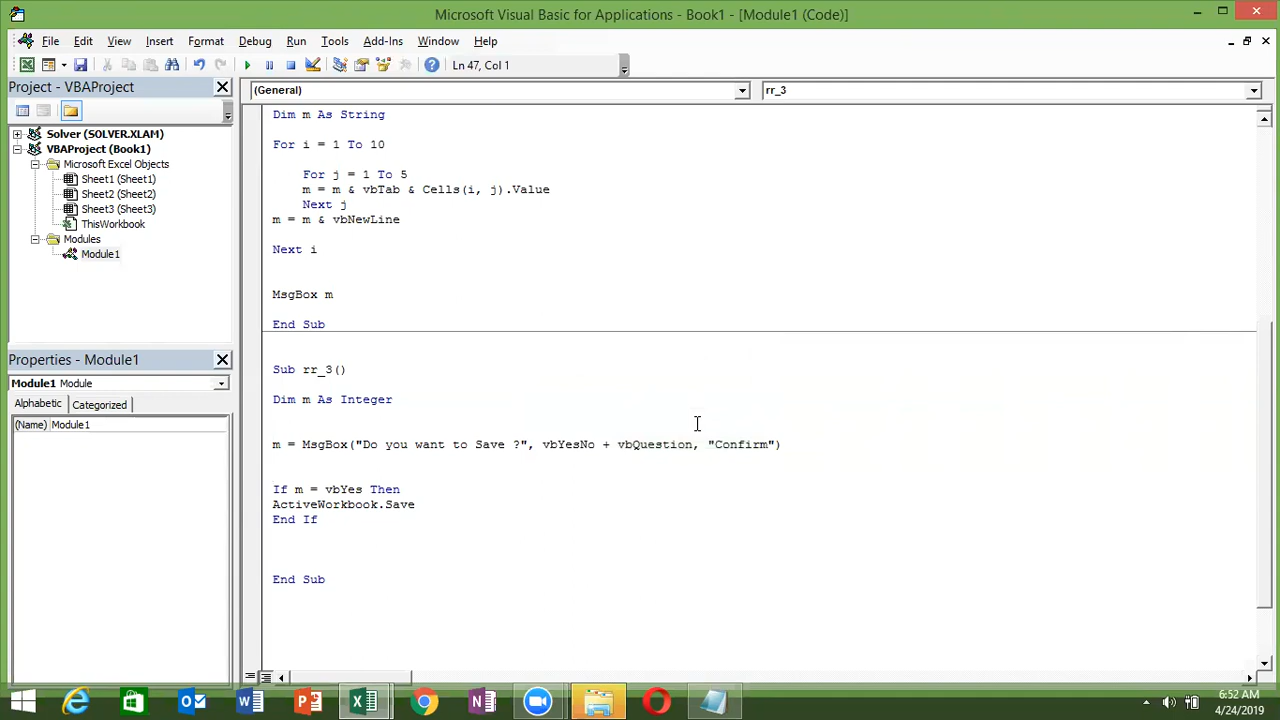 Microsoft Visual Basic for Applications - Book1 - [Module1 (Code)]
File Edit View Insert Format Debug Run Tools Add-Ins Window Help
Ln 47, Col 1
Project - VBAProject
(General)
rr_3
Solver (SOLVER.XLAM)
VBAProject (Book1)
Microsoft Excel Objects
Sheet1 (Sheet1)
Sheet2 (Sheet2)
Sheet3 (Sheet3)
ThisWorkbook
Modules
Module1
Properties - Module1
Module1 Module
Alphabetic Categorized
(Name) Module1
Dim m As String
For i = 1 To 10
For j = 1 To 5
m = m & vbTab & Cells(i, j).Value
Next j
m = m & vbNewLine
Next i
MsgBox m
End Sub
Sub rr_3()
Dim m As Integer
m = MsgBox("Do you want to Save ?", vbYesNo + vbQuestion, "Confirm")
If m = vbYes Then
ActiveWorkbook.Save
End If
End Sub
6:52 AM
4/24/2019